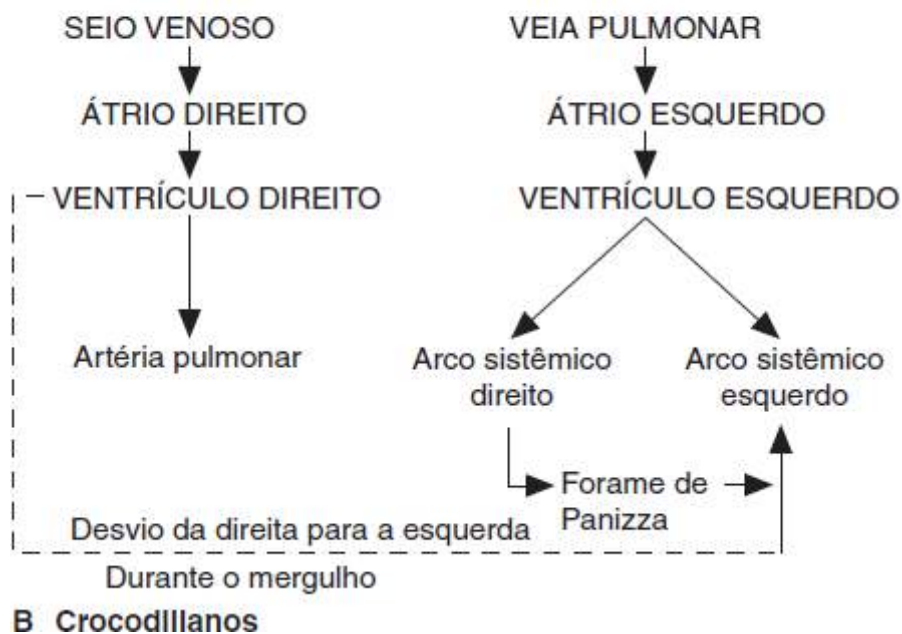 SEIO VENOSO
VEIA PULMONAR
ÁTRIO DIREITO
ÁTRIO ESQUERDO
VENTRÍCULO DIREITO
VENTRÍCULO ESQUERDO
Artéria pulmonar
Arco sistêmico
direito
Arco sistêmico
esquerdo
Forame de
Panizza
Desvio da direita para a esquerda
Durante o mergulho
B Crocodilianos